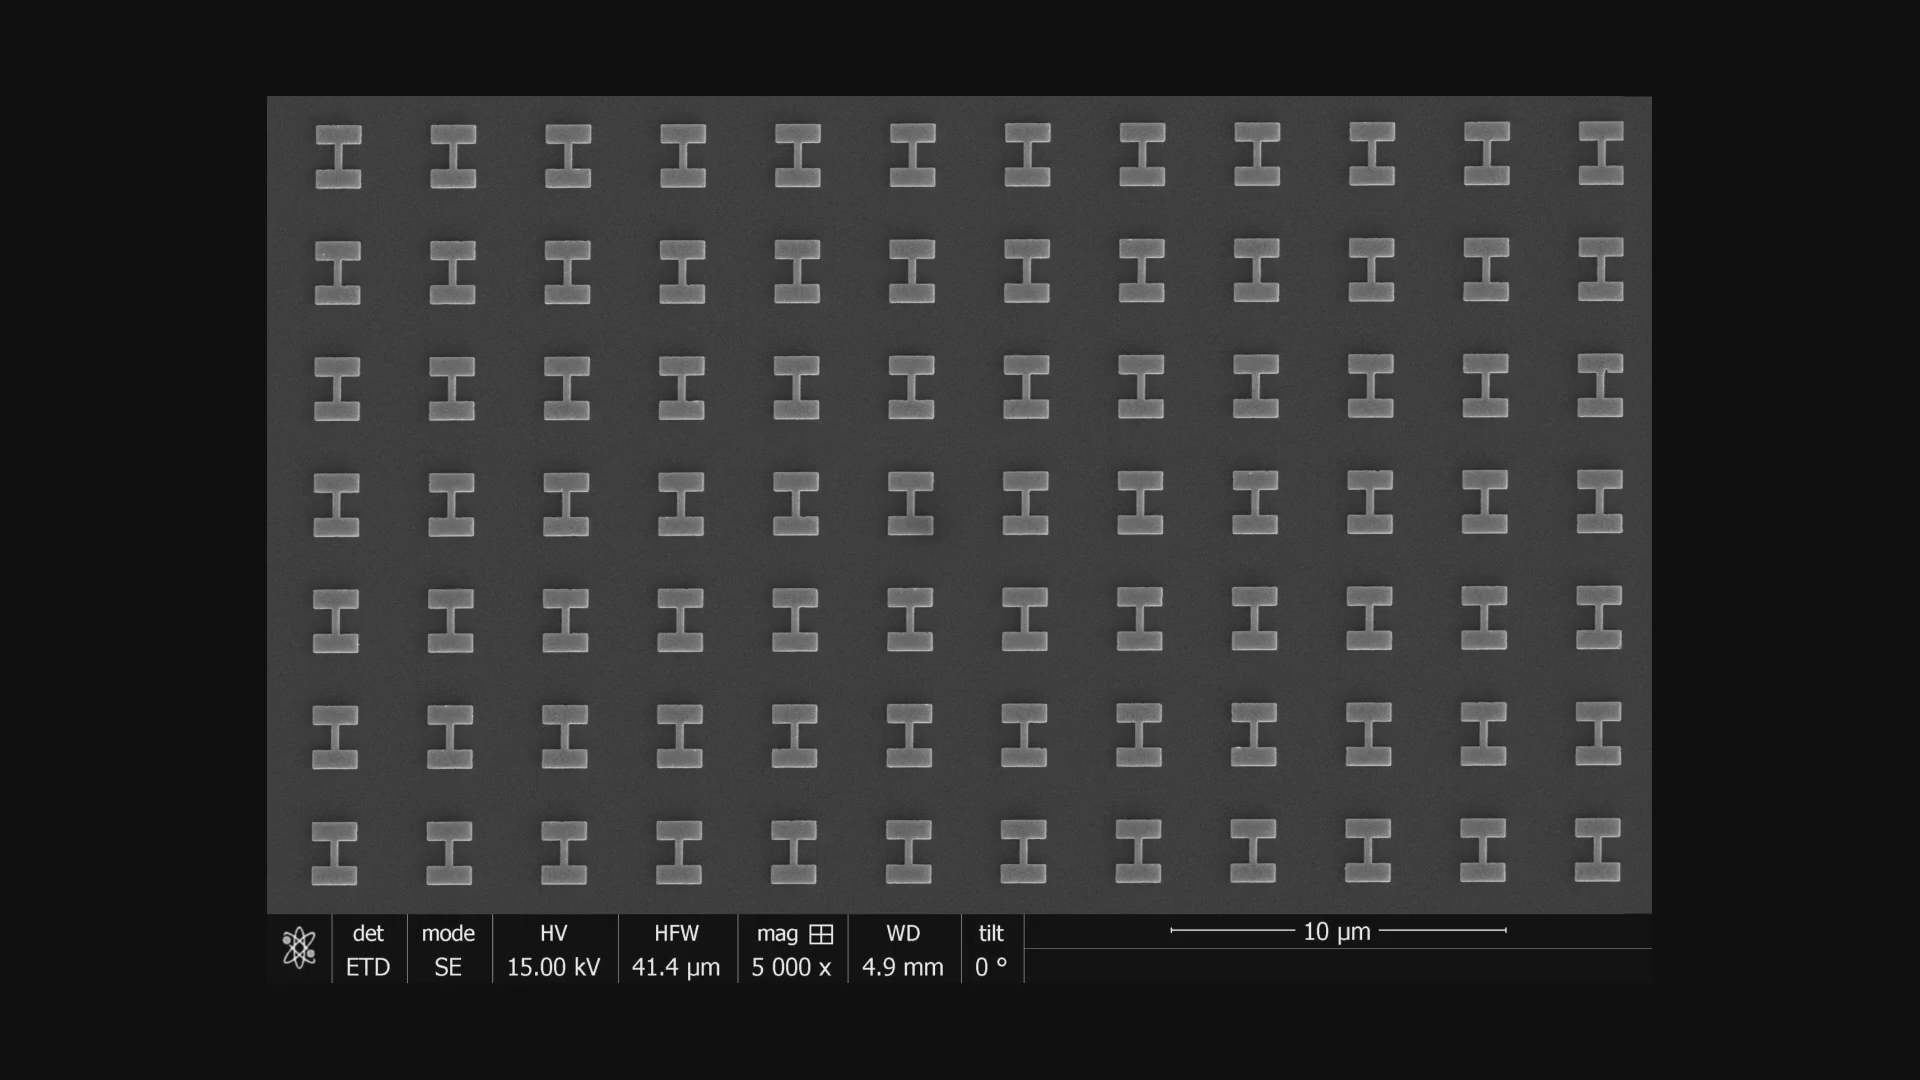 det mode HV HFW mag WD tilt 10 µm
ETD SE 15.00 kV 41.4 µm 5 000 x 4.9 mm 0 °